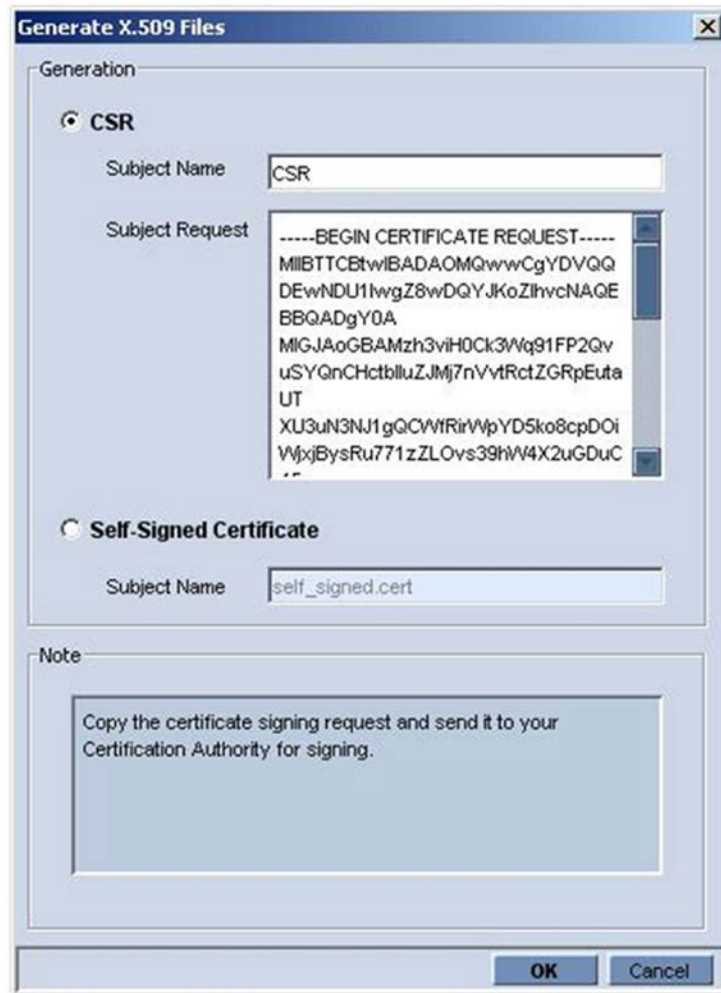 Generate X.509 Files
Generation
CSR
Subject Name
CSR
Subject Request
-----BEGIN CERTIFICATE REQUEST-----
MIIBTTCBtwIBADAOMQwwCgYDVQQ
DEwNDU1IwgZ8wDQYJKoZIhvcNAQE
BBQADgY0A
MIGJAoGBAMzh3viH0Ck3Wq91FP2Qv
uSYQnCHctblluZJMj7nVvtRctZGRpEuta
UT
XU3uN3NJ1gQCWfRirWpYD5ko8cpDOi
WjxjBysRu771zZLOvs39hW4X2uGDuC
Self-Signed Certificate
Subject Name
self_signed.cert
Note
Copy the certificate signing request and send it to your
Certification Authority for signing.
OK
Cancel